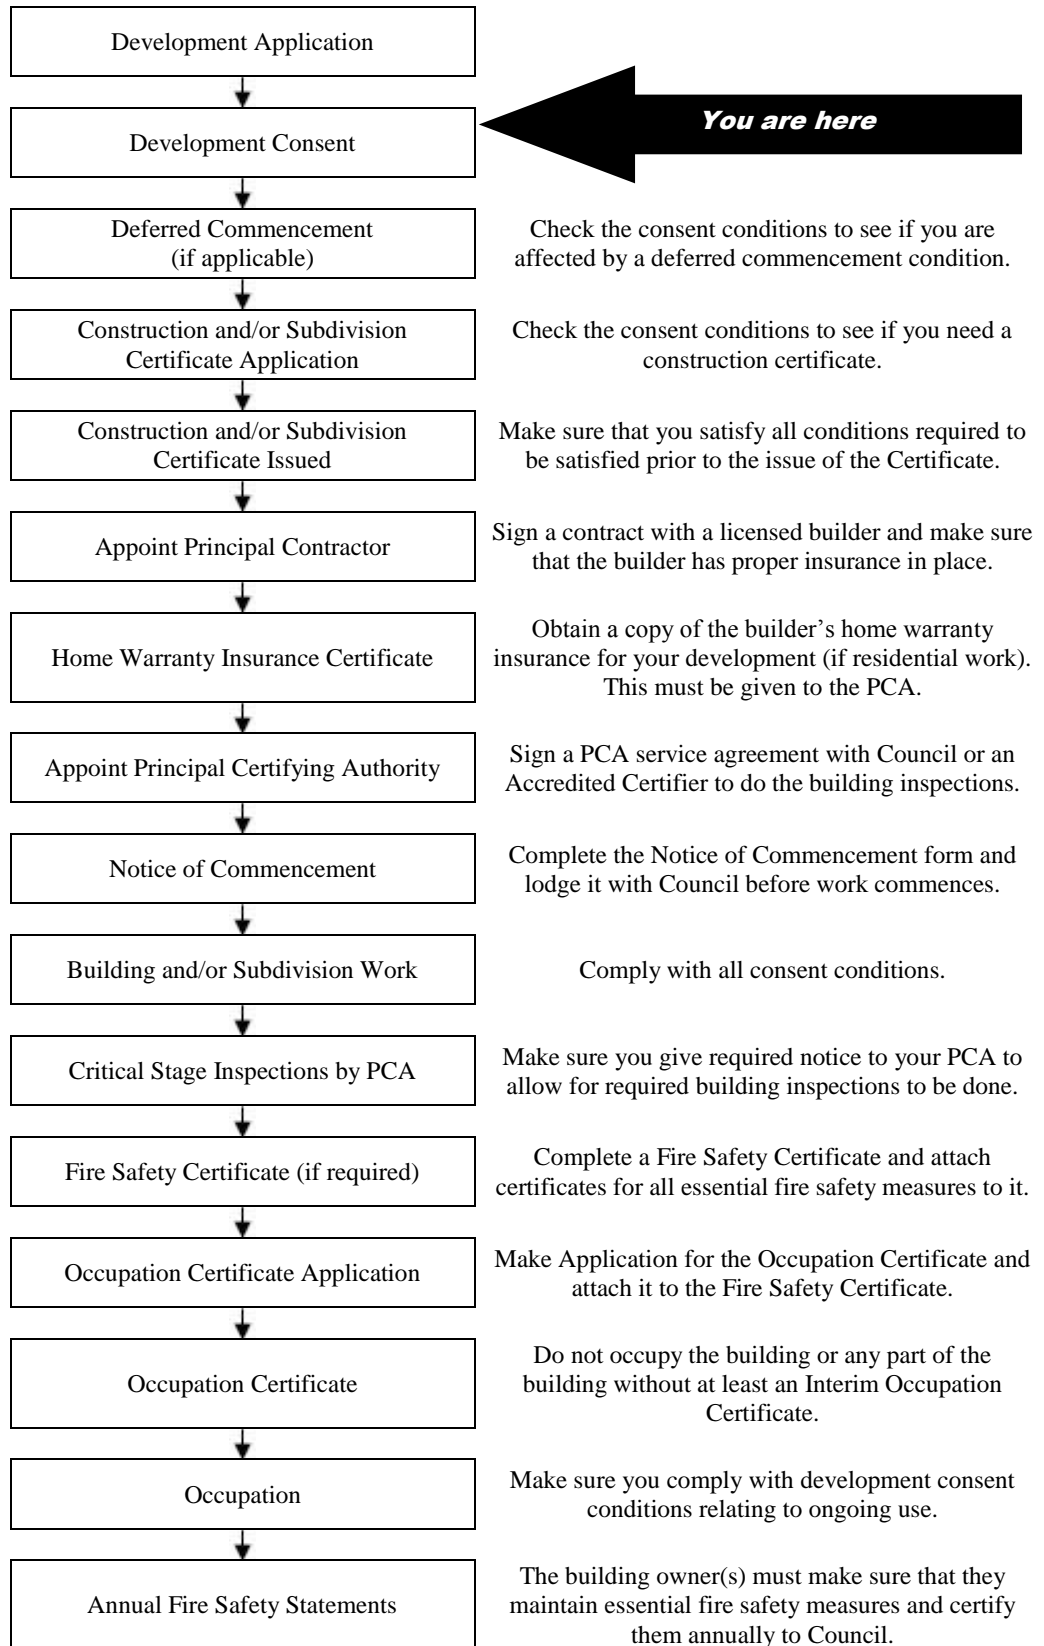 Development Application
Development Consent
You are here
Deferred Commencement
(if applicable)
Check the consent conditions to see if you are
affected by a deferred commencement condition.
Construction and/or Subdivision
Certificate Application
Check the consent conditions to see if you need a
construction certificate.
Construction and/or Subdivision
Certificate Issued
Make sure that you satisfy all conditions required to
be satisfied prior to the issue of the Certificate.
Appoint Principal Contractor
Sign a contract with a licensed builder and make sure
that the builder has proper insurance in place.
Home Warranty Insurance Certificate
Obtain a copy of the builder’s home warranty
insurance for your development (if residential work).
This must be given to the PCA.
Appoint Principal Certifying Authority
Sign a PCA service agreement with Council or an
Accredited Certifier to do the building inspections.
Notice of Commencement
Complete the Notice of Commencement form and
lodge it with Council before work commences.
Building and/or Subdivision Work
Comply with all consent conditions.
Critical Stage Inspections by PCA
Make sure you give required notice to your PCA to
allow for required building inspections to be done.
Fire Safety Certificate (if required)
Complete a Fire Safety Certificate and attach
certificates for all essential fire safety measures to it.
Occupation Certificate Application
Make Application for the Occupation Certificate and
attach it to the Fire Safety Certificate.
Occupation Certificate
Do not occupy the building or any part of the
building without at least an Interim Occupation
Certificate.
Occupation
Make sure you comply with development consent
conditions relating to ongoing use.
Annual Fire Safety Statements
The building owner(s) must make sure that they
maintain essential fire safety measures and certify
them annually to Council.